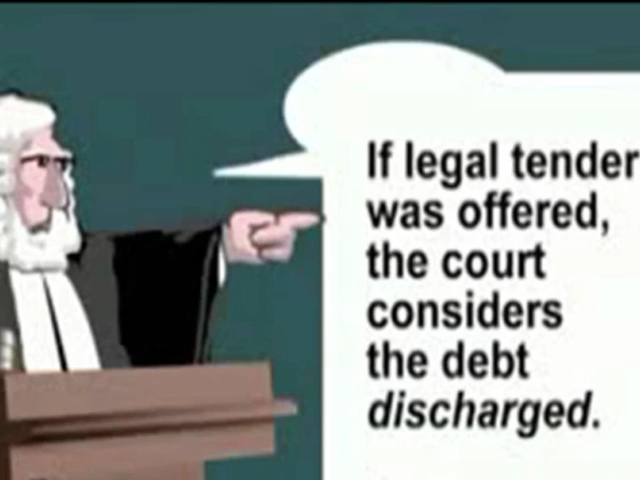 If legal tender
was offered,
the court
considers
the debt
discharged.